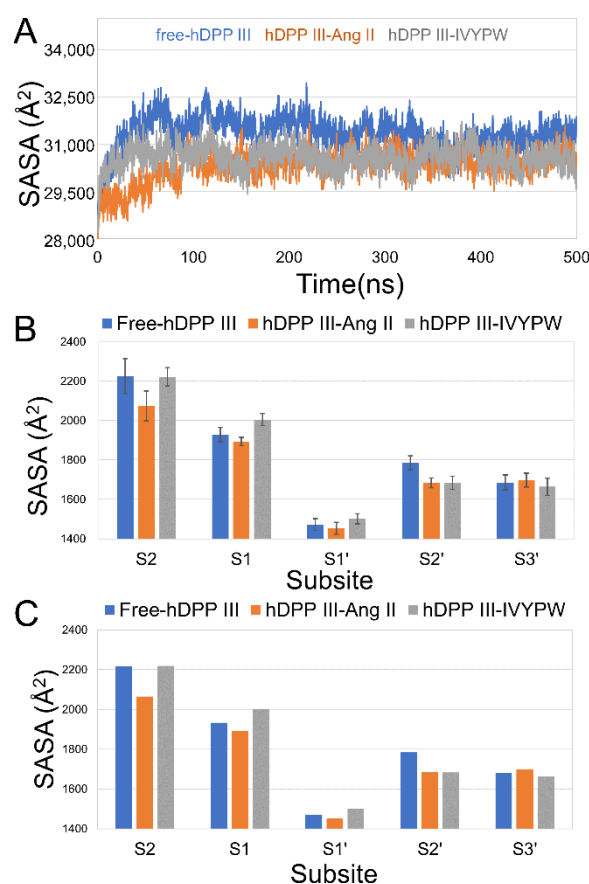 A
free-hDPP III hDPP III-Ang II hDPP III-IVYPW
SASA (Å²)
34,000
32,500
31,000
29,500
28,000
0 100 200 300 400 500
Time(ns)
B
Free-hDPP III hDPP III-Ang II hDPP III-IVYPW
SASA (Å²)
2400
2200
2000
1800
1600
1400
S2 S1 S1' S2' S3'
Subsite
C
Free-hDPP III hDPP III-Ang II hDPP III-IVYPW
SASA (Å²)
2400
2200
2000
1800
1600
1400
S2 S1 S1' S2' S3'
Subsite